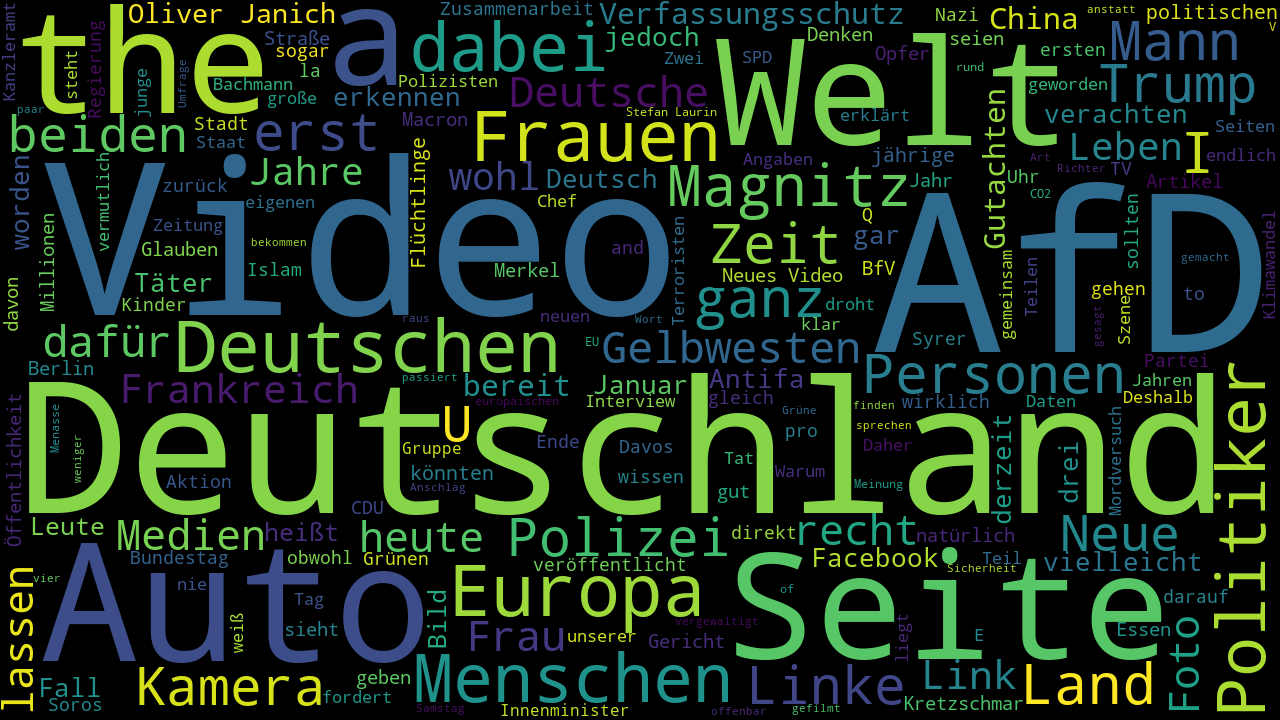 the
a
dabei
Welt
Oliver Janich
Zusammenarbeit
Verfassungsschutz
Nazi
China
anstatt
politischen
V
Kanzleramt
steht
Regierung
Straße
sogar
la
jedoch
Denken
Zwei
SPD
Opfer
seien
ersten
Mann
Trump
Umfrage
junge
Bachmann
große
Polizisten
erkennen
Deutsche
rund
geworden
paar
beiden
Stadt
Staat
erst
Macron
Stefan Laurin
Frauen
erklärt
verachten
Seiten
Leben
I
endlich
Video
AfD
worden
vermutlich
zurück
Jahre
eigenen
Flüchtlinge
wohl
Deutsch
Angaben
jährige
Jahr
Gutachten
Uhr
Art
Richter
TV
CO2
Artikel
Magnitz
Chef
Zeitung
Glauben
bekommen
Islam
Millionen
Täter
Kinder
davon
and
Merkel
Terroristen
Zeit
Q
gar
BfV
Neues Video
gemeinsam
Teilen
sollten
gemacht
Klimawandel
gehen
to
szene
gesagt
ganz
droht
klar
neuen
raus
Wort
EU
Syrer
dafür
Deutschen
Gelbwesten
Personen
Partei
Berlin
Frankreich
passiert
bereit
Januar
Antifa
gleich
Interview
europäischen
Grüne
finden
wirklich
Daten
Jahren
Deshalb
Deutschland
Öffentlichkeit
Menasse
weniger
Aktion
U
Gruppe
könnten
Anschlag
Ende
Davos
wissen
pro
Tat
gut
Warum
sprechen
Daher
Meinung
derzeit
drei
Mordversuch
Politiker
CDU
Leute
Medien
heißt
heute
Polizei
direkt
recht
natürlich
Neue
Auto
Seite
Bundestag
obwohl
Grünen
veröffentlicht
Facebook
Teil
Sicherheit
vielleicht
vier
nie
Tag
weiß
sieht
lassen
Bild
Europa
of
darauf
Frau
unserer
vergewaltigt
Gericht
liegt
E
Essen
Foto
Fall
Soros
Kamera
fordert
geben
Menschen
Samstag
Innenminister
Linke
offenbar
gefilmt
Link
Kretzschmar
Land